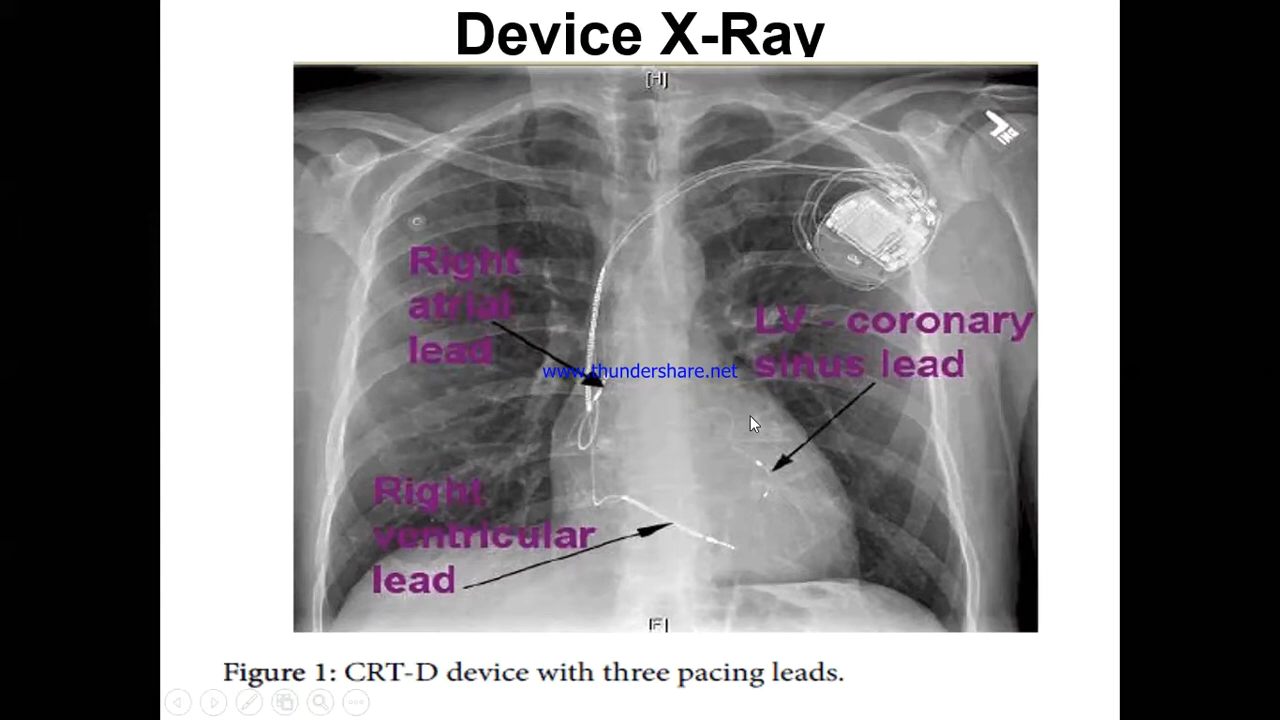 Device X-Ray
[H]
Right
atrial
lead
LV - coronary
sinus lead
www.thundershare.net
Right
ventricular
lead
[F]
Figure 1: CRT-D device with three pacing leads.